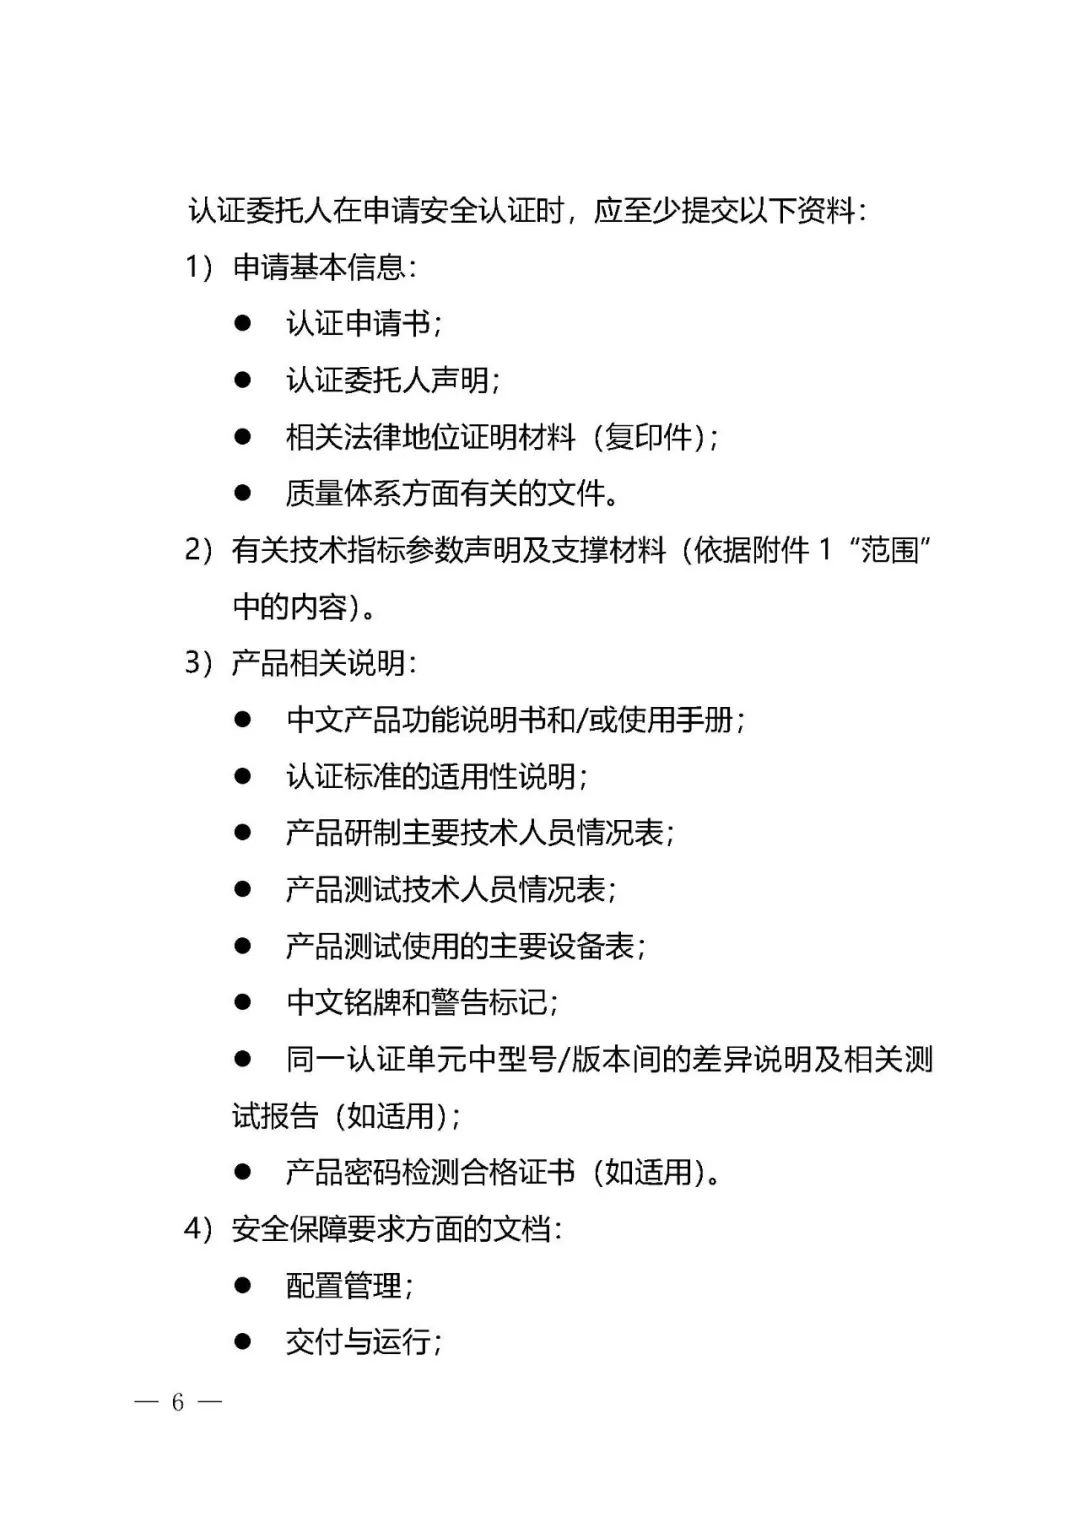 认证委托人在申请安全认证时，应至少提交以下资料：
1）申请基本信息：
● 认证申请书；
● 认证委托人声明；
● 相关法律地位证明材料（复印件）；
● 质量体系方面有关的文件。
2）有关技术指标参数声明及支撑材料（依据附件 1 “范围”
中的内容）。
3）产品相关说明：
● 中文产品功能说明书和/或使用手册；
● 认证标准的适用性说明；
● 产品研制主要技术人员情况表；
● 产品测试技术人员情况表；
● 产品测试使用的主要设备表；
● 中文铭牌和警告标记；
● 同一认证单元中型号/版本间的差异说明及相关测
试报告（如适用）；
● 产品密码检测合格证书（如适用）。
4）安全保障要求方面的文档：
● 配置管理；
● 交付与运行；
— 6 —